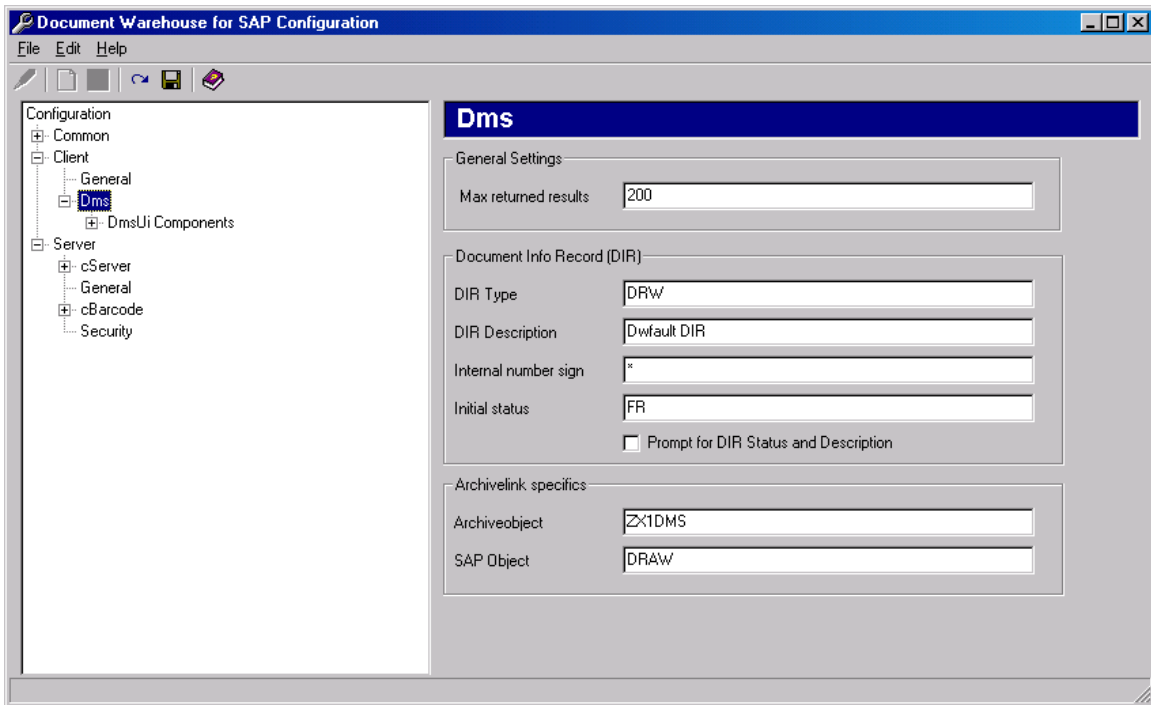 Document Warehouse for SAP Configuration
File Edit Help
Configuration
Common
Client
General
Dms
DmsUi Components
Server
cServer
General
cBarcode
Security
Dms
General Settings
Max returned results 200
Document Info Record (DIR)
DIR Type DRW
DIR Description Dwfault DIR
Internal number sign *
Initial status FR
Prompt for DIR Status and Description
Archivelink specifics
Archiveobject ZX1DMS
SAP Object DRAW